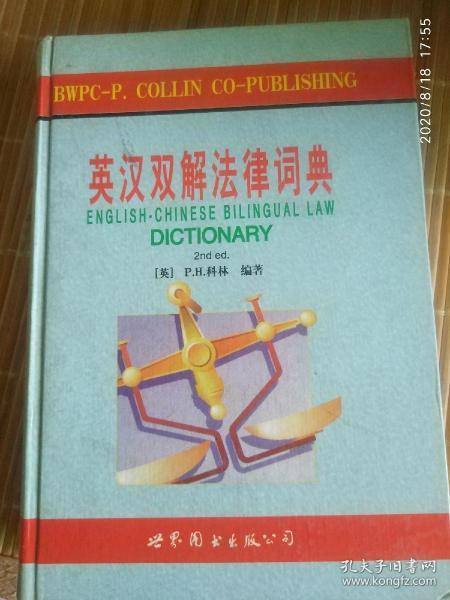 BWPC-P. COLLIN CO-PUBLISHING
英汉双解法律词典
ENGLISH-CHINESE BILINGUAL LAW
DICTIONARY
2nd ed.
[英] P.H.科林 编著
世界图书出版公司
2020/8/18 17:55
孔夫子旧书网
www.kongfz.com